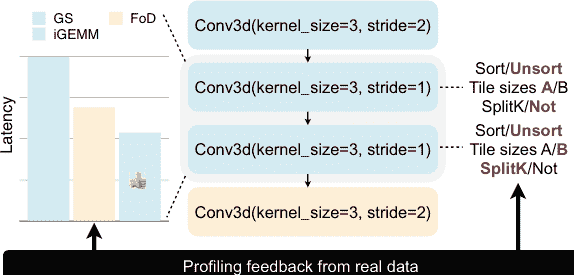 GS
FoD
iGEMM
Latency
Conv3d(kernel_size=3, stride=2)
Conv3d(kernel_size=3, stride=1)
Sort/Unsort
Tile sizes A/B
SplitK/Not
Conv3d(kernel_size=3, stride=1)
Sort/Unsort
Tile sizes A/B
SplitK/Not
Conv3d(kernel_size=3, stride=2)
Profiling feedback from real data